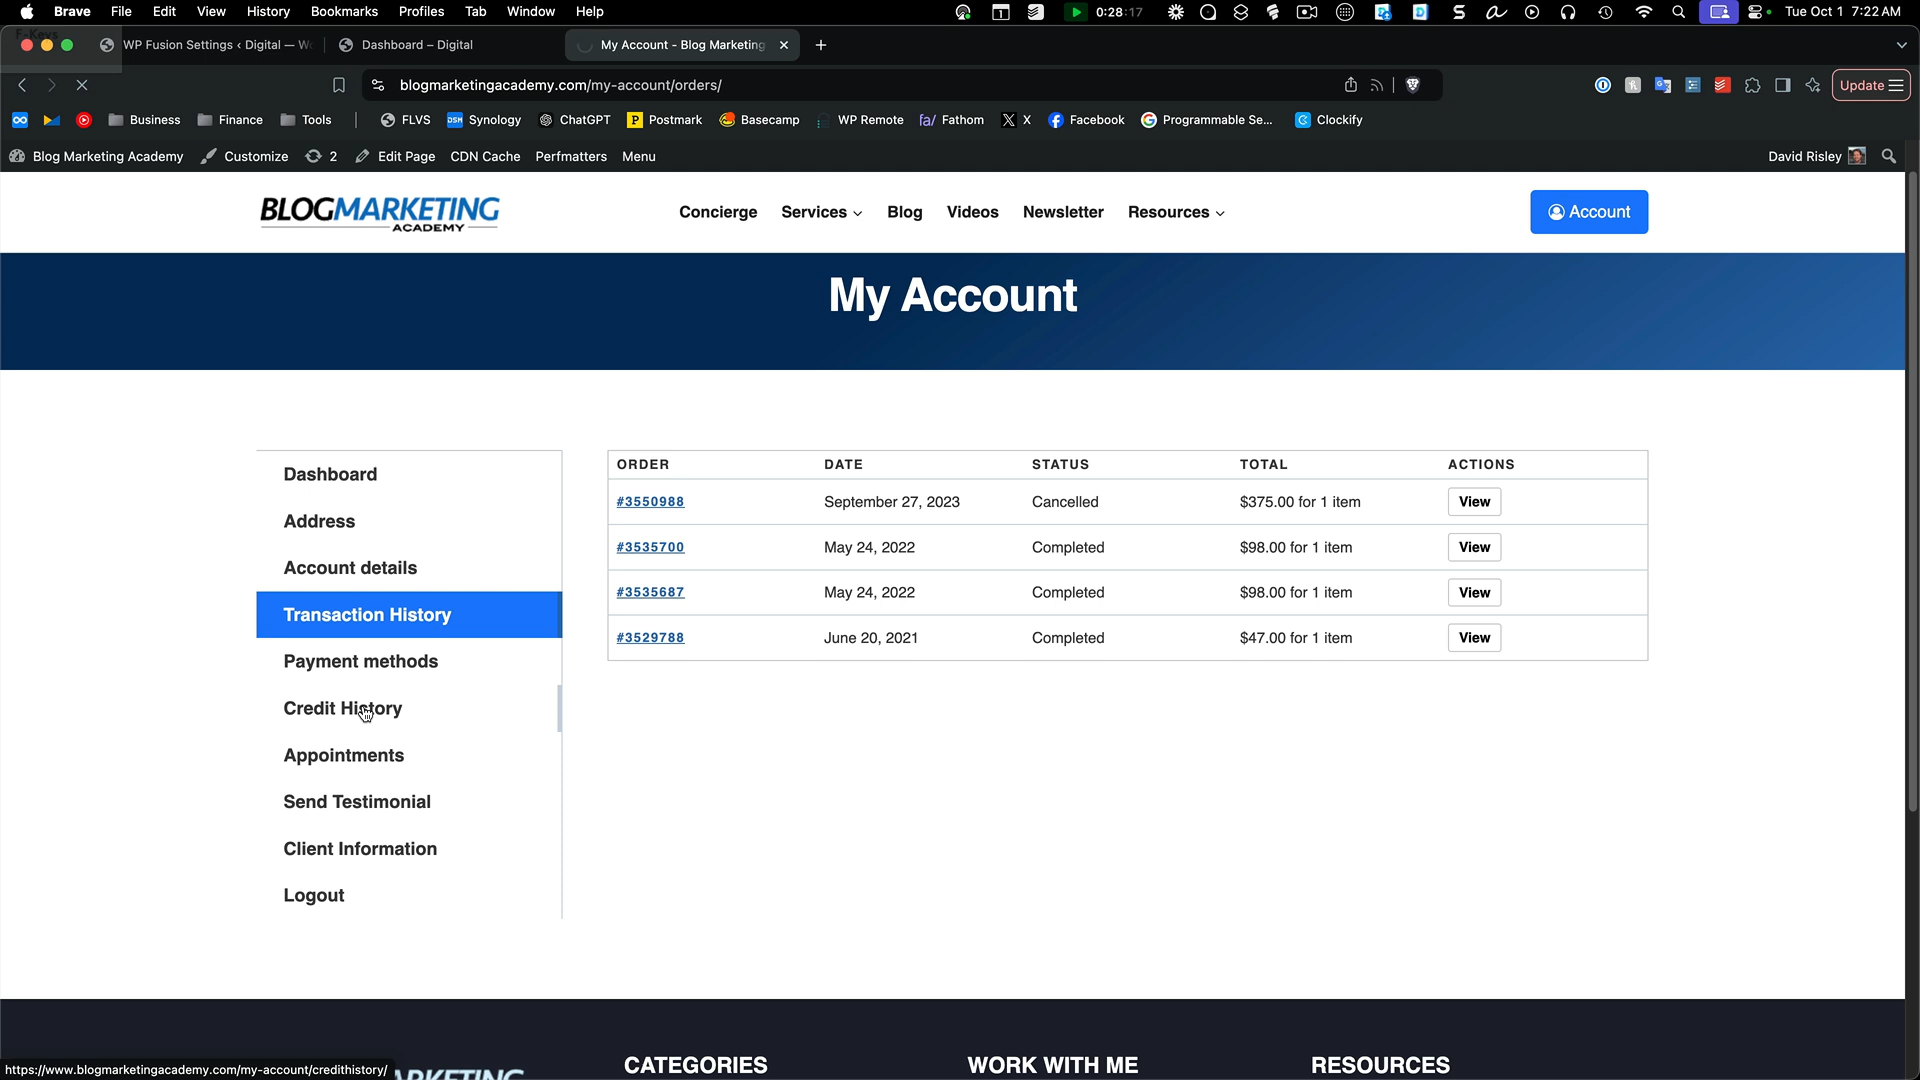 Brave File Edit View History Bookmarks Profiles Tab Window Help 0:28:17 Tue Oct 1 7:22 AM
F-Keys
WP Fusion Settings ‹ Digital — W Dashboard – Digital My Account - Blog Marketing
blogmarketingacademy.com/my-account/orders/ Update
Business Finance Tools FLVS Synology ChatGPT Postmark Basecamp WP Remote fa/ Fathom X Facebook Programmable Se... Clockify
Blog Marketing Academy Customize 2 Edit Page CDN Cache Perfmatters Menu David Risley
BLOGMARKETING
ACADEMY
Concierge Services Blog Videos Newsletter Resources Account
My Account
Dashboard
Address
Account details
Transaction History
Payment methods
Credit History
Appointments
Send Testimonial
Client Information
Logout
ORDER DATE STATUS TOTAL ACTIONS
#3550988 September 27, 2023 Cancelled $375.00 for 1 item View
#3535700 May 24, 2022 Completed $98.00 for 1 item View
#3535687 May 24, 2022 Completed $98.00 for 1 item View
#3529788 June 20, 2021 Completed $47.00 for 1 item View
CATEGORIES WORK WITH ME RESOURCES
https://www.blogmarketingacademy.com/my-account/credithistory/